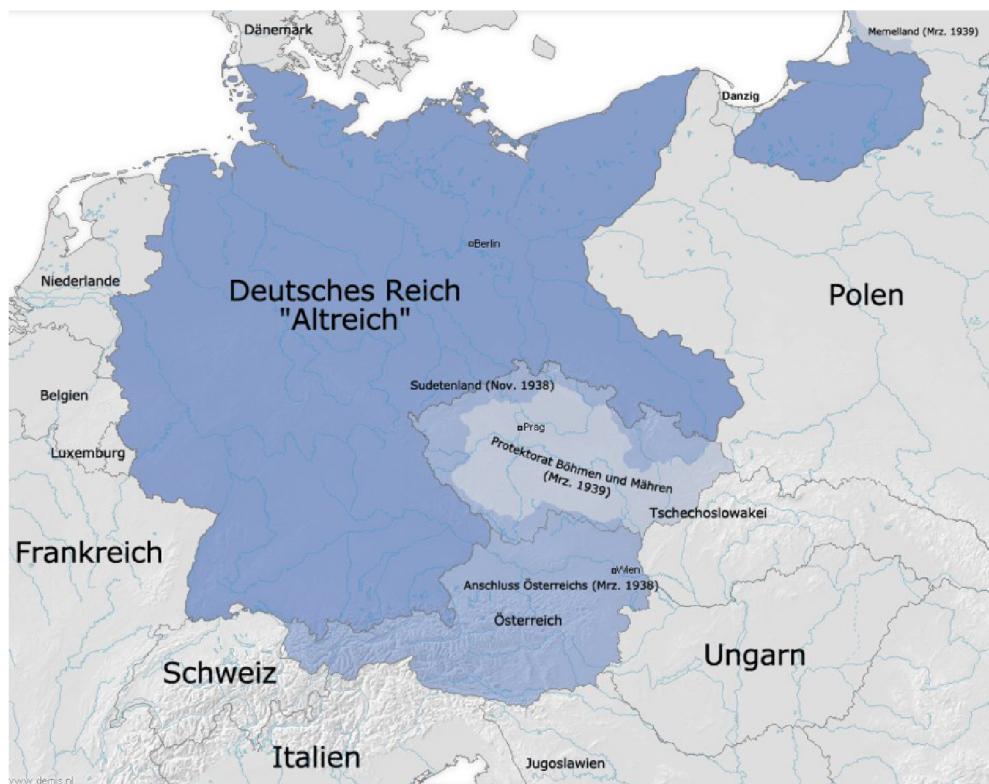 Dänemark
Memelland (Mrz. 1939)
Danzig
Berlin
Niederlande
Deutsches Reich
"Altreich"
Polen
Sudetenland (Nov. 1938)
Belgien
Prag
Luxemburg
Protektorat Böhmen und Mähren
(Mrz. 1939)
Tschechoslowakei
Frankreich
Wien
Anschluss Österreichs (Mrz. 1938)
Österreich
Ungarn
Schweiz
Italien
Jugoslawien
www.demis.nl